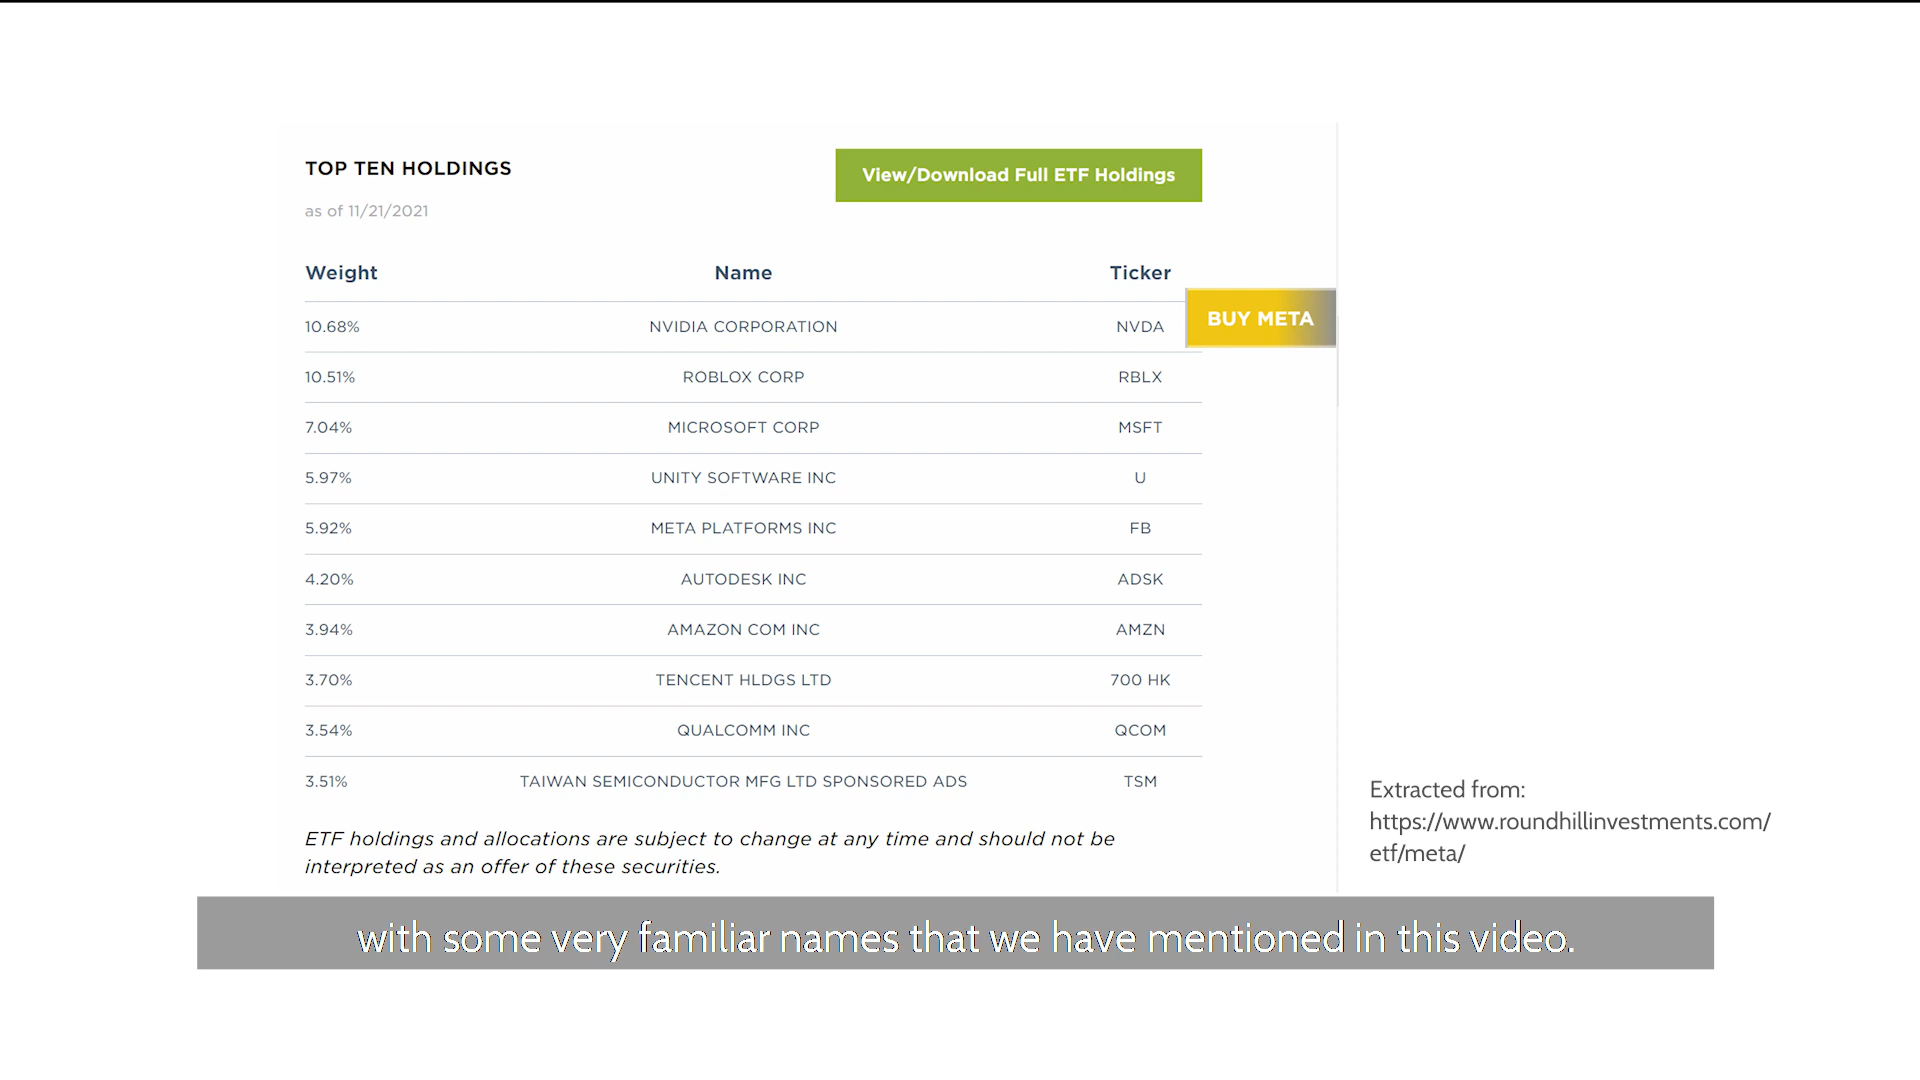 TOP TEN HOLDINGS
View/Download Full ETF Holdings
as of 11/21/2021
Weight Name Ticker
BUY META
10.68% NVIDIA CORPORATION NVDA
10.51% ROBLOX CORP RBLX
7.04% MICROSOFT CORP MSFT
5.97% UNITY SOFTWARE INC U
5.92% META PLATFORMS INC FB
4.20% AUTODESK INC ADSK
3.94% AMAZON COM INC AMZN
3.70% TENCENT HLDGS LTD 700 HK
3.54% QUALCOMM INC QCOM
3.51% TAIWAN SEMICONDUCTOR MFG LTD SPONSORED ADS TSM
ETF holdings and allocations are subject to change at any time and should not be
interpreted as an offer of these securities.
Extracted from:
https://www.roundhillinvestments.com/
etf/meta/
with some very familiar names that we have mentioned in this video.